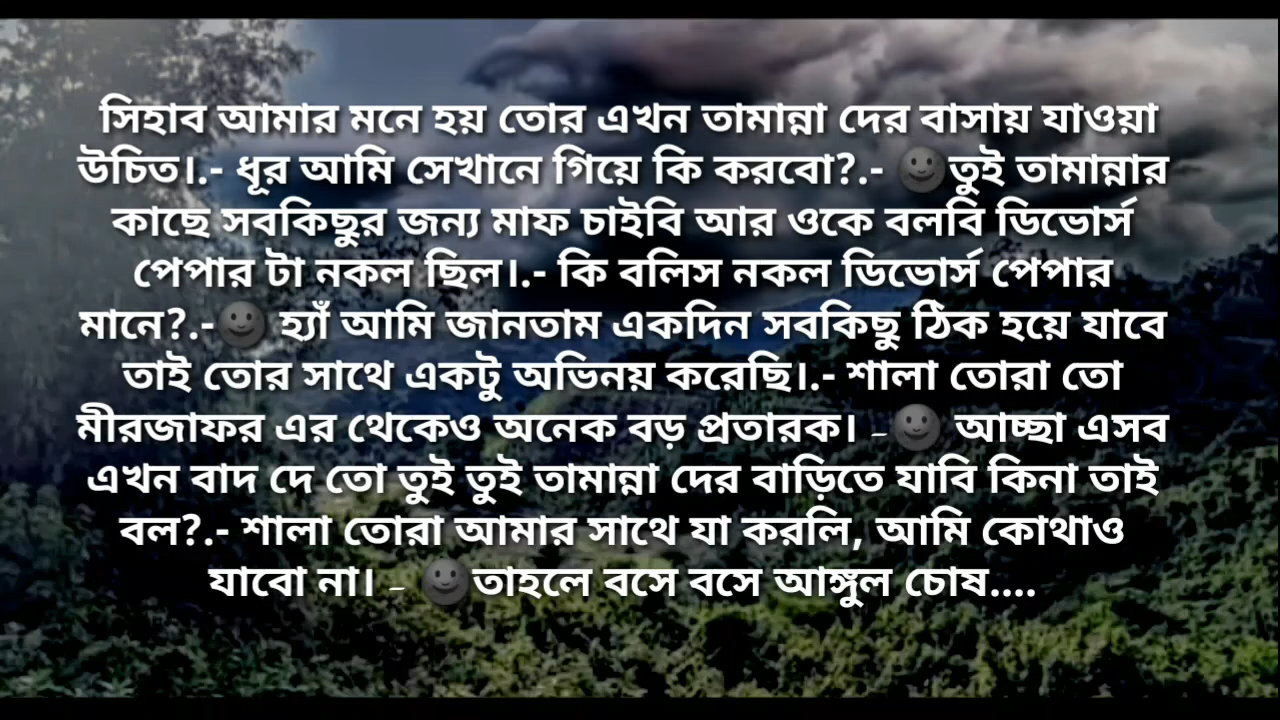 সিহাব আমার মনে হয় তোর এখন তামান্না দের বাসায় যাওয়া
উচিত।.- ধূর আমি সেখানে গিয়ে কি করবো?.- 🌚তুই তামান্নার
কাছে সবকিছুর জন্য মাফ চাইবি আর ওকে বলবি ডিভোর্স
পেপার টা নকল ছিল।.- কি বলিস নকল ডিভোর্স পেপার
মানে?.-🌚 হ্যাঁ আমি জানতাম একদিন সবকিছু ঠিক হয়ে যাবে
তাই তোর সাথে একটু অভিনয় করেছি।.- শালা তোরা তো
মীরজাফর এর থেকেও অনেক বড় প্রতারক। -🌚 আচ্ছা এসব
এখন বাদ দে তো তুই তুই তামান্না দের বাড়িতে যাবি কিনা তাই
বল?.- শালা তোরা আমার সাথে যা করলি, আমি কোথাও
যাবো না। - 🌚তাহলে বসে বসে আঙ্গুল চোষ....